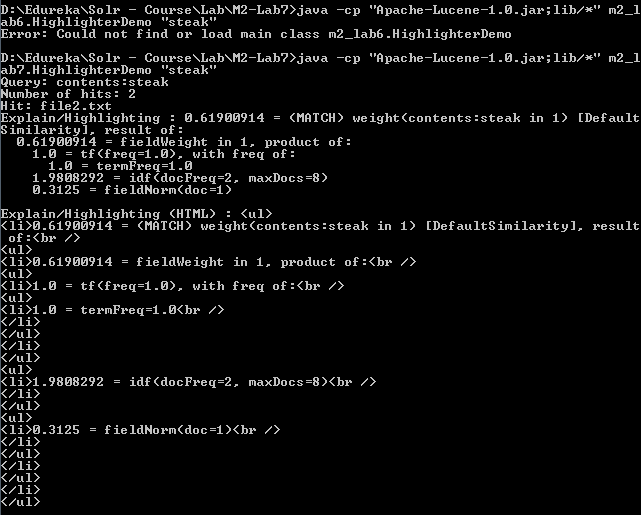 D:\Edureka\Solr - Course\Lab\M2-Lab7>java -cp "Apache-Lucene-1.0.jar;lib/*" m2_l
ab6.HighlighterDemo "steak"
Error: Could not find or load main class m2_lab6.HighlighterDemo
D:\Edureka\Solr - Course\Lab\M2-Lab7>java -cp "Apache-Lucene-1.0.jar;lib/*" m2_l
ab7.HighlighterDemo "steak"
Query: contents:steak
Number of hits: 2
Hit: file2.txt
Explain/Highlighting : 0.61900914 = (MATCH) weight(contents:steak in 1) [Default
Similarity], result of:
  0.61900914 = fieldWeight in 1, product of:
    1.0 = tf(freq=1.0), with freq of:
      1.0 = termFreq=1.0
    1.9808292 = idf(docFreq=2, maxDocs=8)
    0.3125 = fieldNorm(doc=1)
Explain/Highlighting (HTML) : <ul>
<li>0.61900914 = (MATCH) weight(contents:steak in 1) [DefaultSimilarity], result
 of:<br />
<ul>
<li>0.61900914 = fieldWeight in 1, product of:<br />
<ul>
<li>1.0 = tf(freq=1.0), with freq of:<br />
<ul>
<li>1.0 = termFreq=1.0<br />
</li>
</ul>
</li>
</ul>
<ul>
<li>1.9808292 = idf(docFreq=2, maxDocs=8)<br />
</li>
</ul>
<ul>
<li>0.3125 = fieldNorm(doc=1)<br />
</li>
</ul>
</li>
</ul>
</li>
</ul>